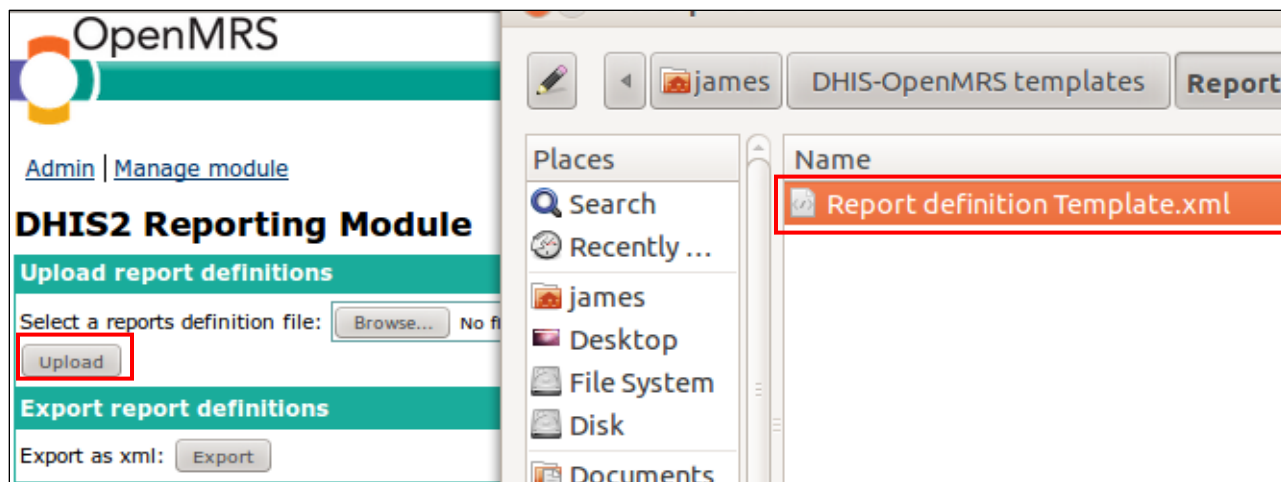 OpenMRS
Admin | Manage module
DHIS2 Reporting Module
Upload report definitions
Select a reports definition file: Browse... No
Upload
Export report definitions
Export as xml: Export
james DHIS-OpenMRS templates Report
Places
Search
Recently ...
james
Desktop
File System
Disk
Documents
Name
Report definition Template.xml